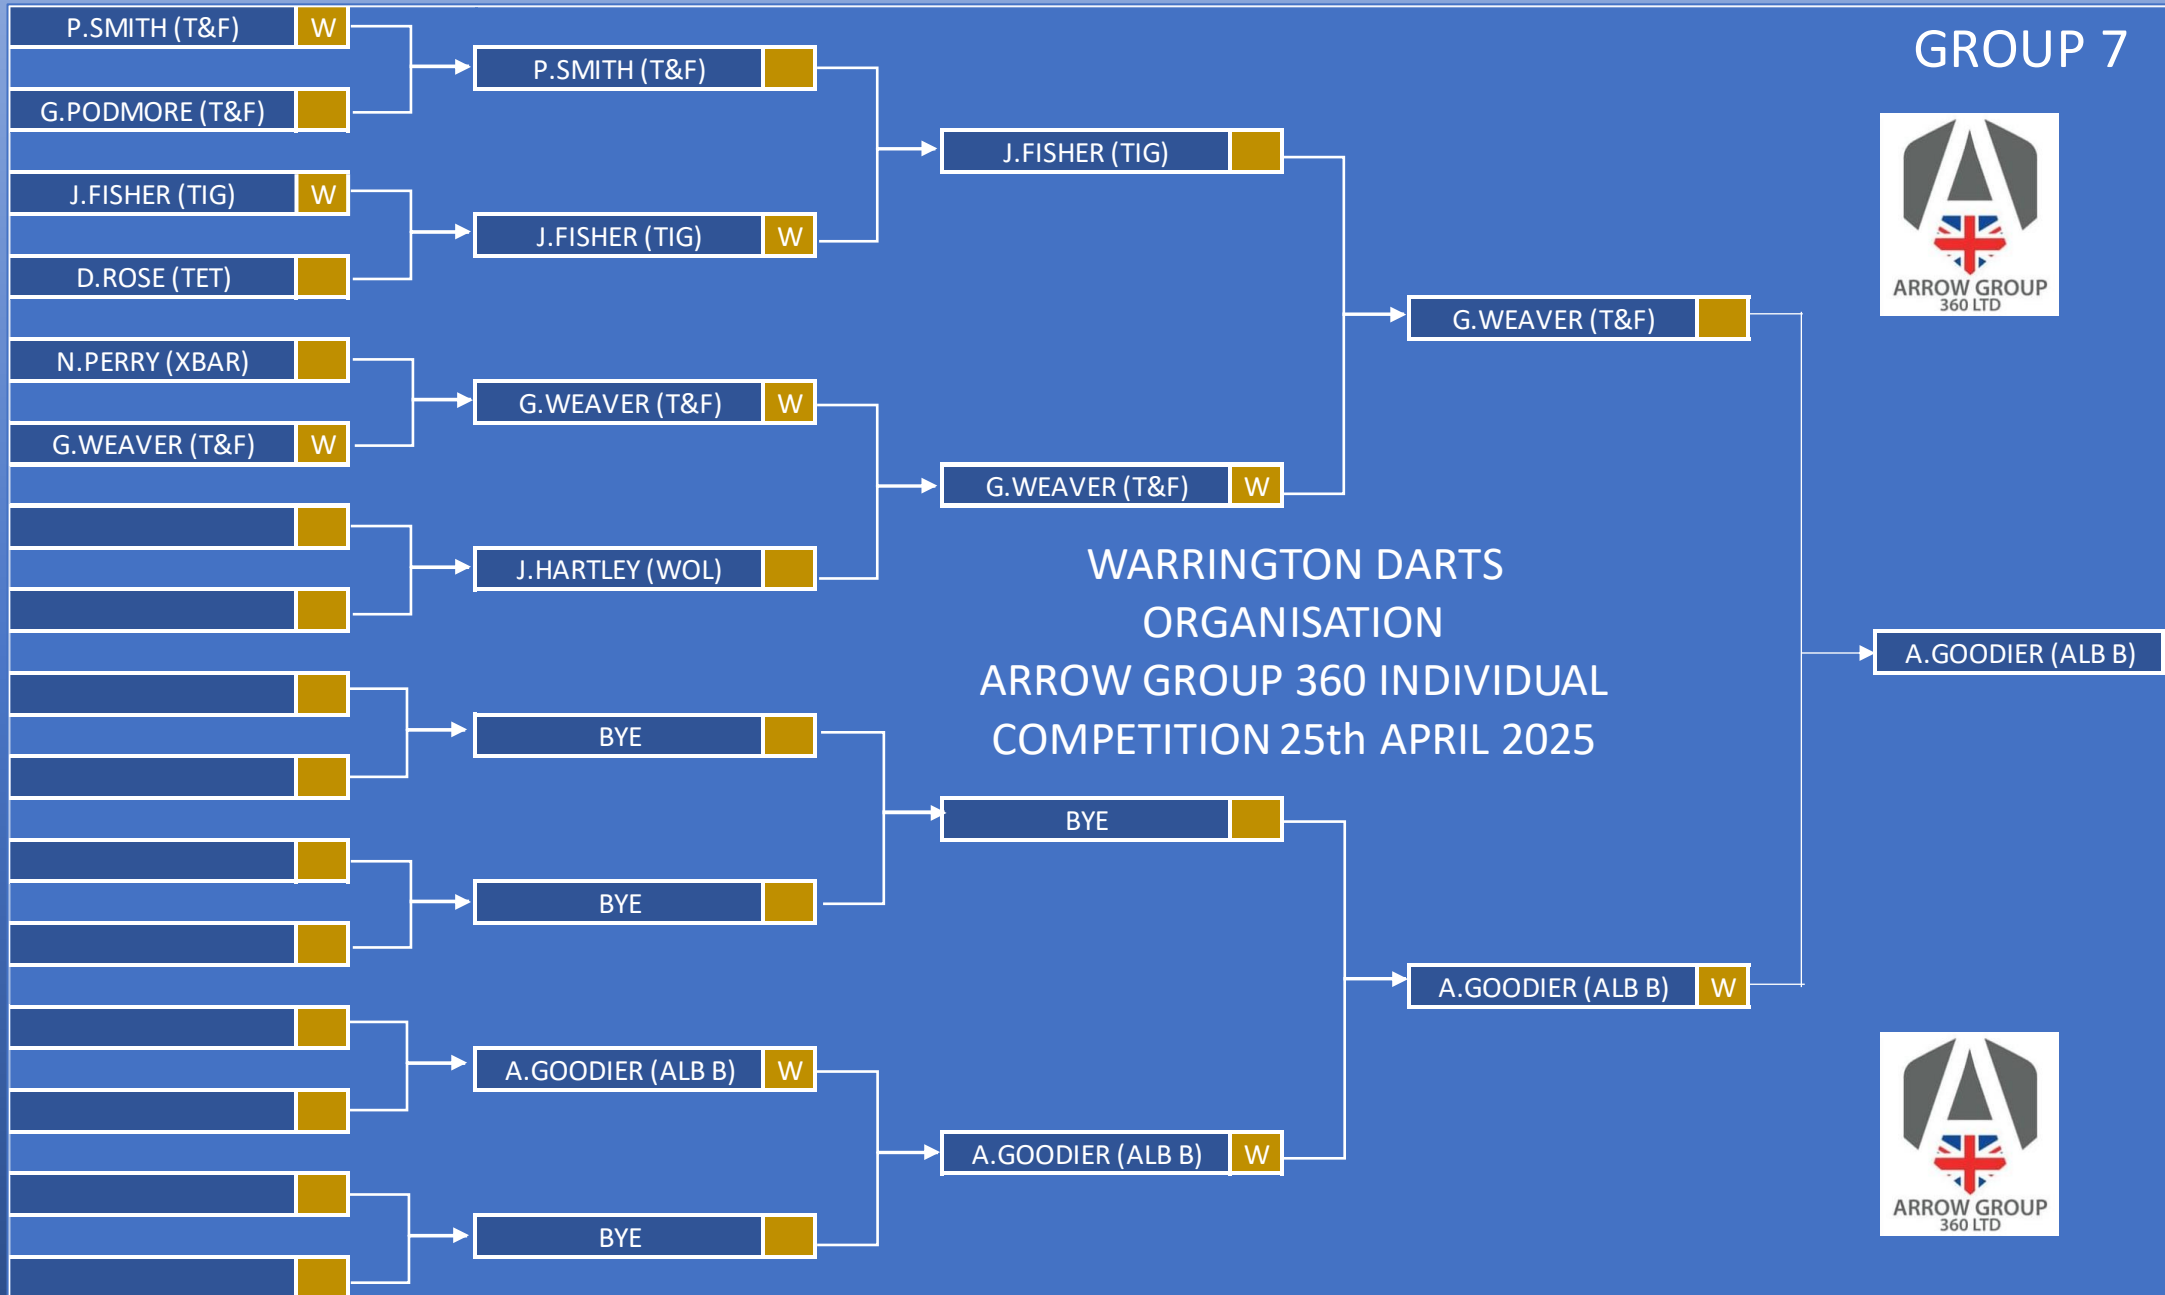 GROUP 7
P.SMITH (T&F) W
G.PODMORE (T&F)
J.FISHER (TIG) W
D.ROSE (TET)
N.PERRY (XBAR)
G.WEAVER (T&F) W
P.SMITH (T&F)
J.FISHER (TIG) W
G.WEAVER (T&F) W
J.HARTLEY (WOL)
BYE
BYE
A.GOODIER (ALB B) W
BYE
J.FISHER (TIG)
G.WEAVER (T&F) W
BYE
A.GOODIER (ALB B) W
G.WEAVER (T&F)
A.GOODIER (ALB B) W
A.GOODIER (ALB B)
WARRINGTON DARTS
ORGANISATION
ARROW GROUP 360 INDIVIDUAL
COMPETITION 25th APRIL 2025
ARROW GROUP
360 LTD
ARROW GROUP
360 LTD